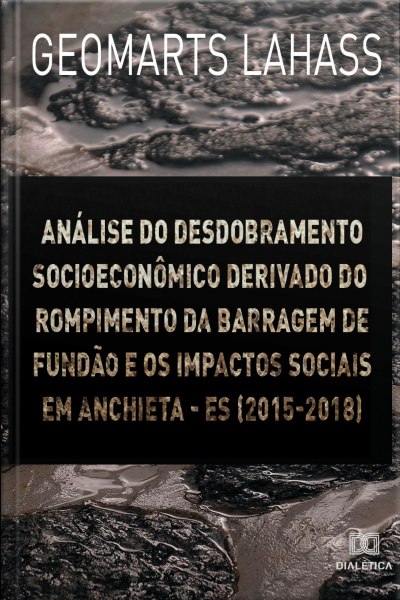 GEOMARTS LAHASS
ANÁLISE DO DESDOBRAMENTO
SOCIOECONÔMICO DERIVADO DO
ROMPIMENTO DA BARRAGEM DE
FUNDÃO E OS IMPACTOS SOCIAIS
EM ANCHIETA - ES (2015-2018)
DIALÉTICA